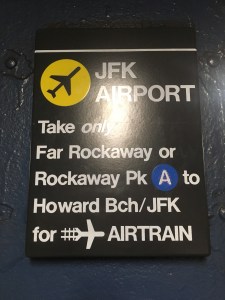 JFK
AIRPORT
Take only
Far Rockaway or
Rockaway Pk A to
Howard Bch/JFK
for AIRTRAIN